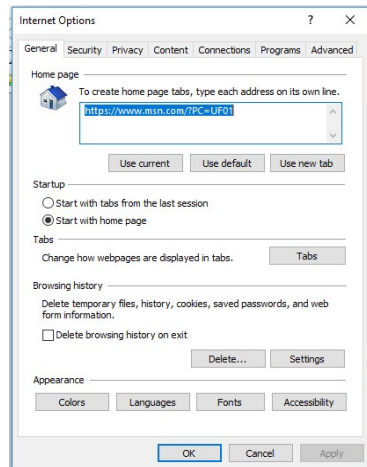 Internet Options ? X
General Security Privacy Content Connections Programs Advanced
Home page
To create home page tabs, type each address on its own line.
https://www.msn.com/?PC=UF01
Use current Use default Use new tab
Startup
Start with tabs from the last session
Start with home page
Tabs
Change how webpages are displayed in tabs. Tabs
Browsing history
Delete temporary files, history, cookies, saved passwords, and web
form information.
Delete browsing history on exit
Delete... Settings
Appearance
Colors Languages Fonts Accessibility
OK Cancel Apply